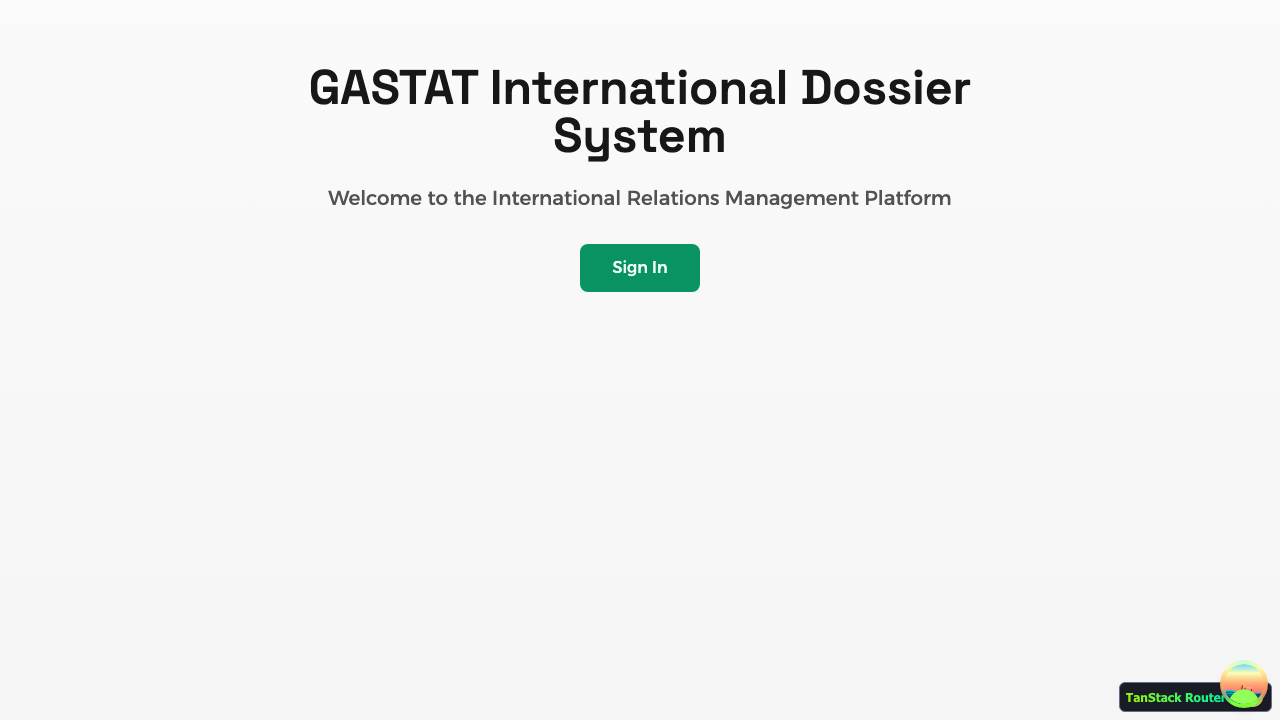 GASTAT International Dossier
System
Welcome to the International Relations Management Platform
Sign In
TanStack Router